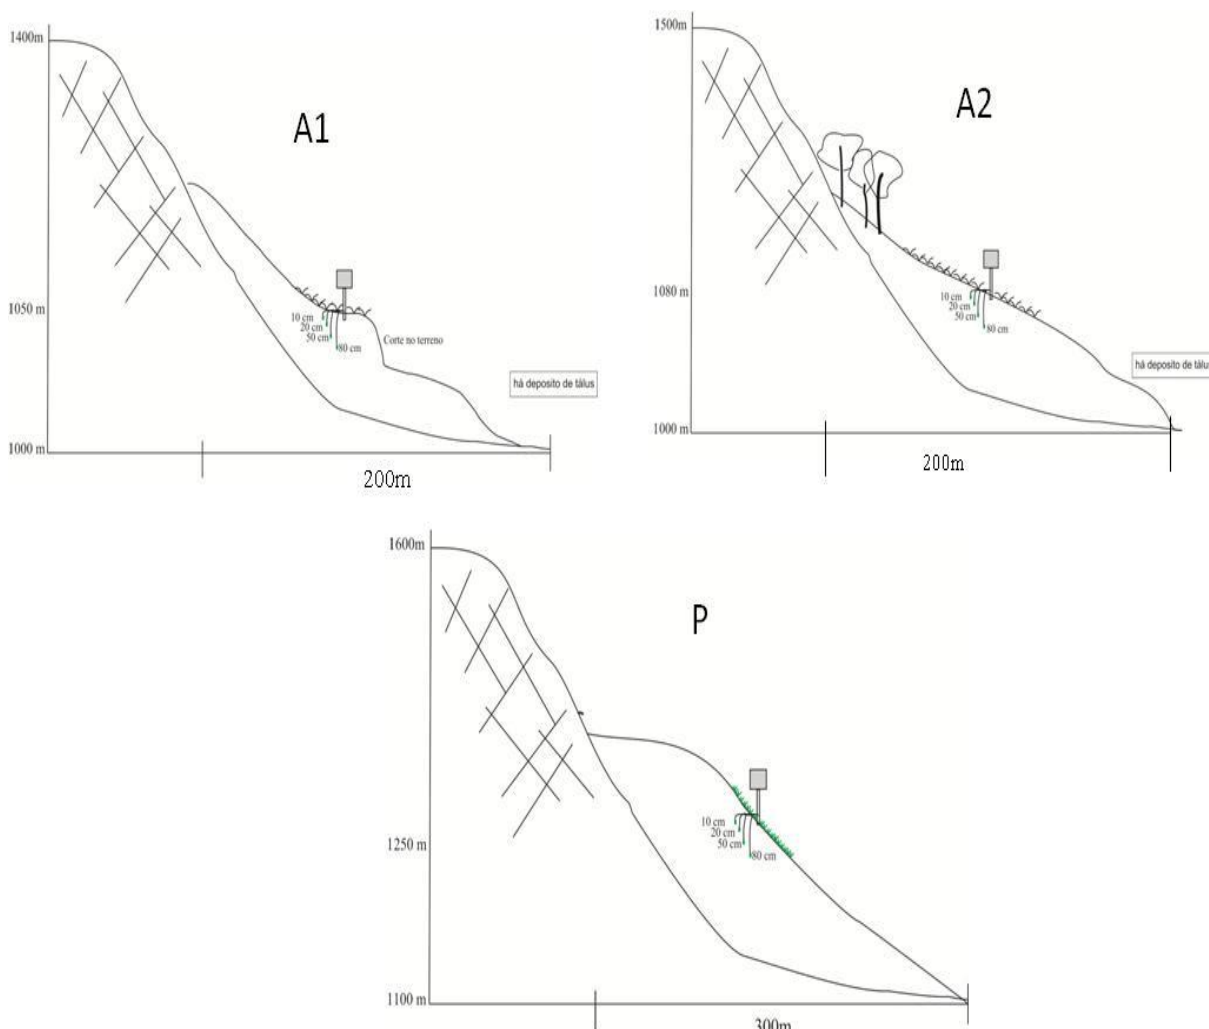 1400m
A1
1050 m
10 cm
20 cm
50 cm
80 cm
Corte no terreno
há deposito de tálus
1000 m
200m
1500m
A2
1080 m
10 cm
20 cm
50 cm
80 cm
há deposito de tálus
1000 m
200m
1600m
P
10 cm
20 cm
50 cm
80 cm
1250 m
1100 m
300m